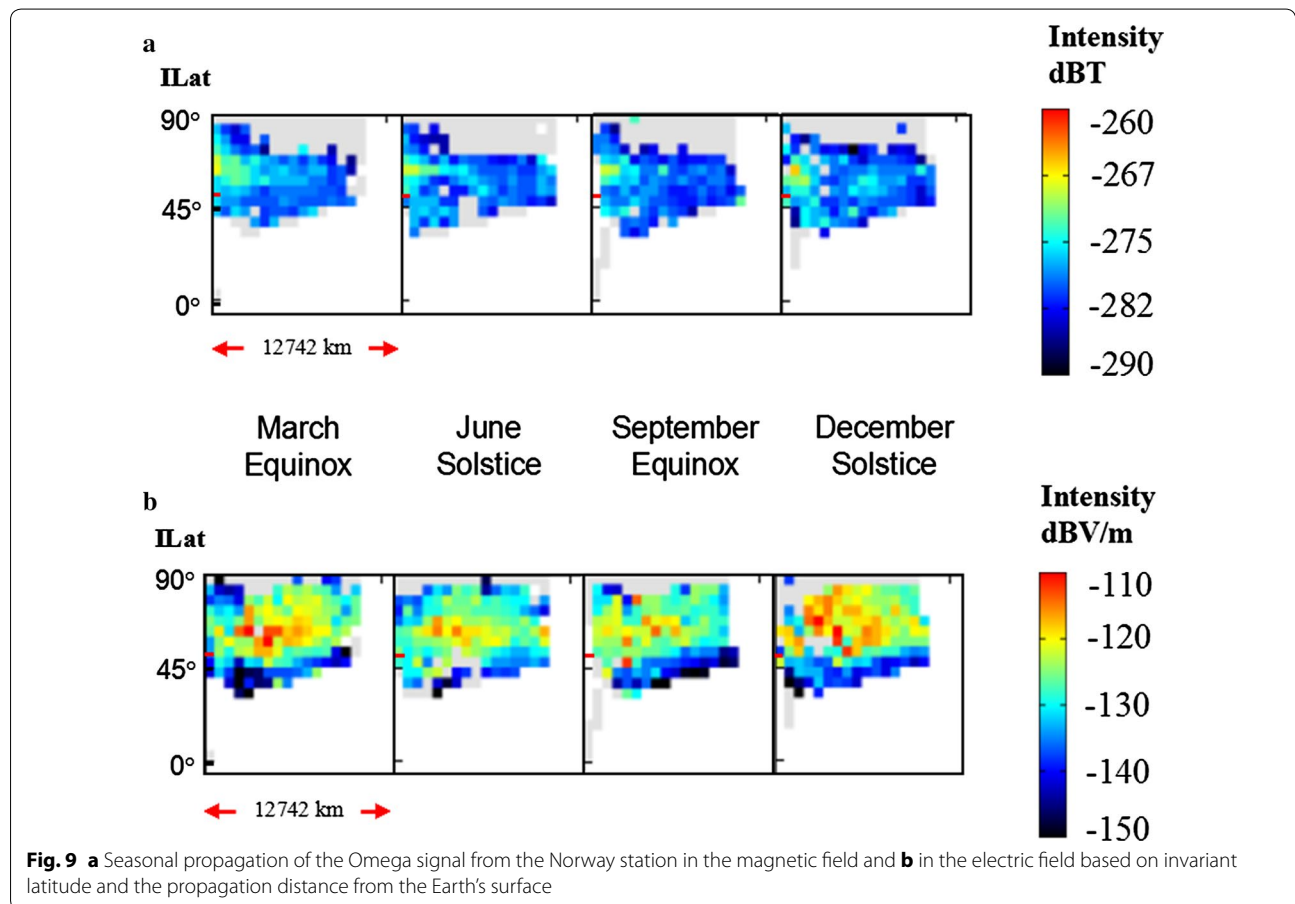 a
ILat
90°
45°
0°
12742 km
Intensity
dBT
-260
-267
-275
-282
-290
March
Equinox
June
Solstice
September
Equinox
December
Solstice
b
ILat
90°
45°
0°
12742 km
Intensity
dBV/m
-110
-120
-130
-140
-150
Fig. 9 a Seasonal propagation of the Omega signal from the Norway station in the magnetic field and b in the electric field based on invariant
latitude and the propagation distance from the Earth's surface